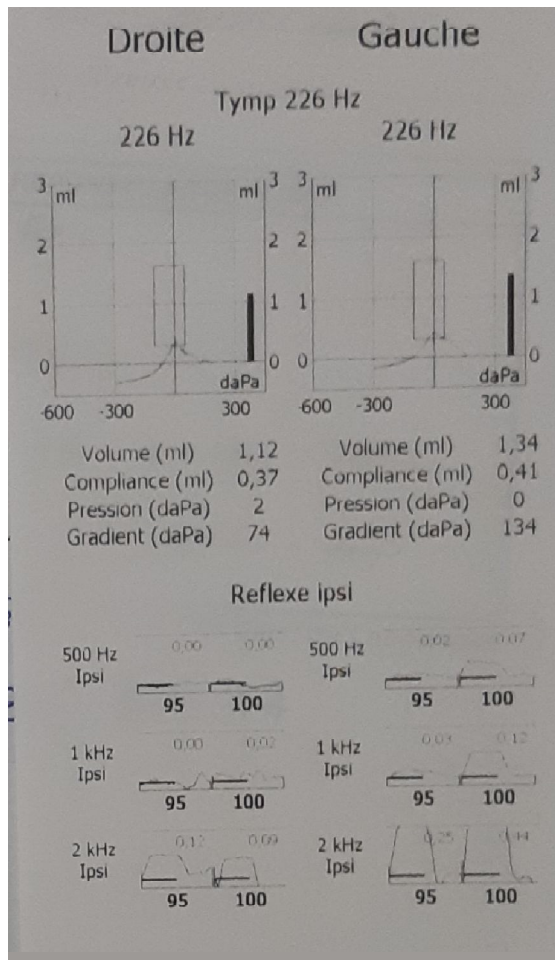 Droite Gauche
Tymp 226 Hz
226 Hz 226 Hz
3 ml ml 3 3 ml ml 3
2 2 2 2
1 1 1 1
0 0 0 0
daPa daPa
-600 -300 300 -600 -300 300
Volume (ml) 1,12 Volume (ml) 1,34
Compliance (ml) 0,37 Compliance (ml) 0,41
Pression (daPa) 2 Pression (daPa) 0
Gradient (daPa) 74 Gradient (daPa) 134
Reflexe ipsi
500 Hz Ipsi 0,00 0,00 500 Hz Ipsi 0,02 0,07
95 100 95 100
1 kHz Ipsi 0,00 0,02 1 kHz Ipsi 0,03
95 100 95 100
2 kHz Ipsi 0,12 0,09 2 kHz Ipsi 0,25
95 100 95 100